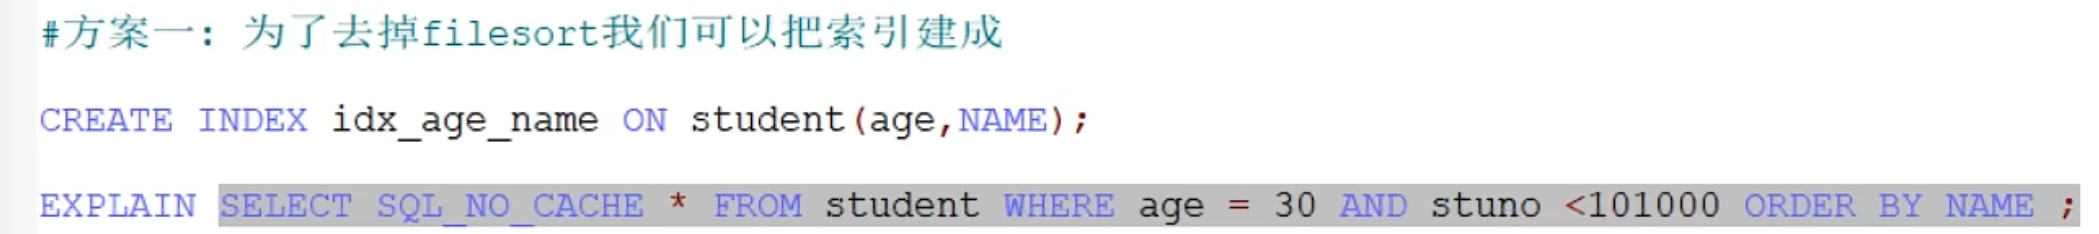 #方案一: 为了去掉filesort我们可以把索引建成
CREATE INDEX idx_age_name ON student(age,NAME);
EXPLAIN SELECT SQL_NO_CACHE * FROM student WHERE age = 30 AND stuno <101000 ORDER BY NAME ;